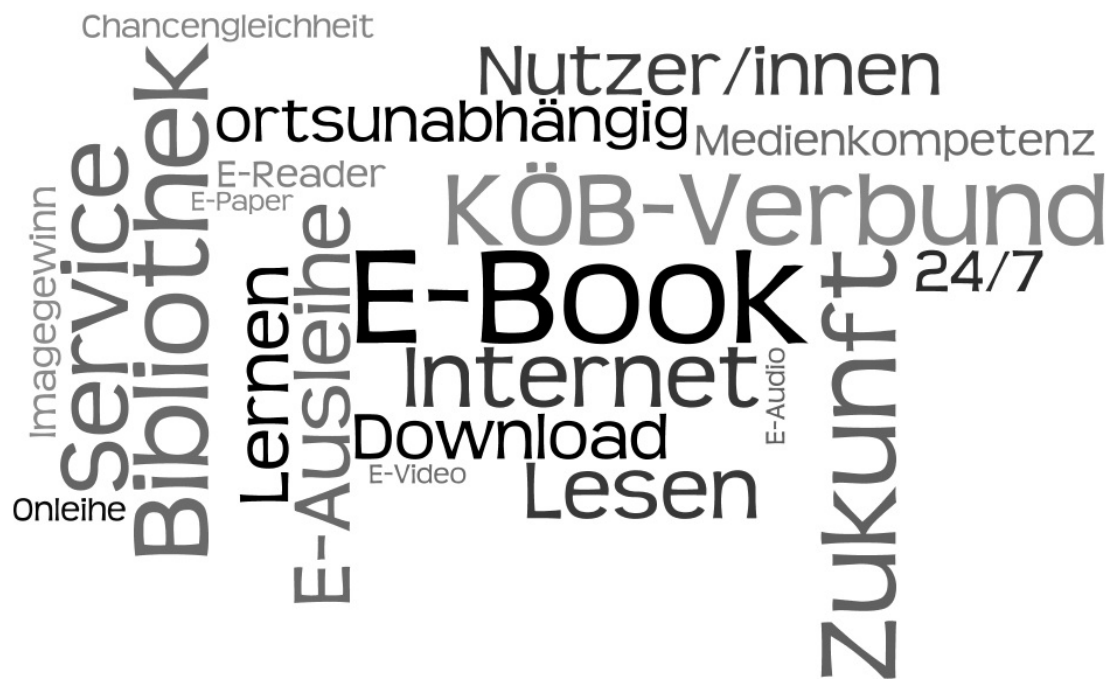 Chancengleichheit
Nutzer/innen
ortsunabhängig
Medienkompetenz
E-Reader
E-Paper
KÖB-Verbund
Imagegewinn
Service
Bibliothek
Lernen
E-Ausleihe
E-Book
24/7
Internet
E-Audio
Zukunft
Download
E-Video
Lesen
Onleihe